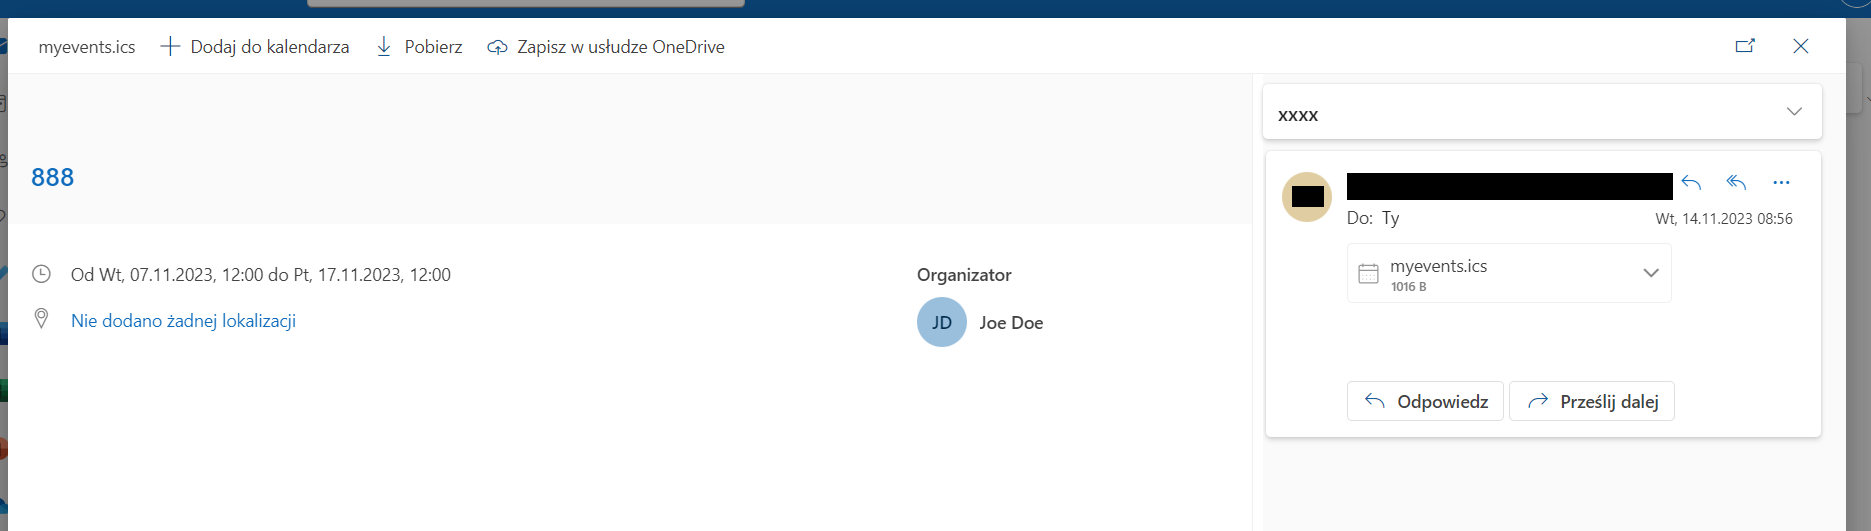 myevents.ics Dodaj do kalendarza Pobierz Zapisz w usłudze OneDrive
888
Od Wt, 07.11.2023, 12:00 do Pt, 17.11.2023, 12:00
Nie dodano żadnej lokalizacji
Organizator
JD Joe Doe
xxxx
Do: Ty Wt, 14.11.2023 08:56
myevents.ics
1016 B
Odpowiedz Prześlij dalej